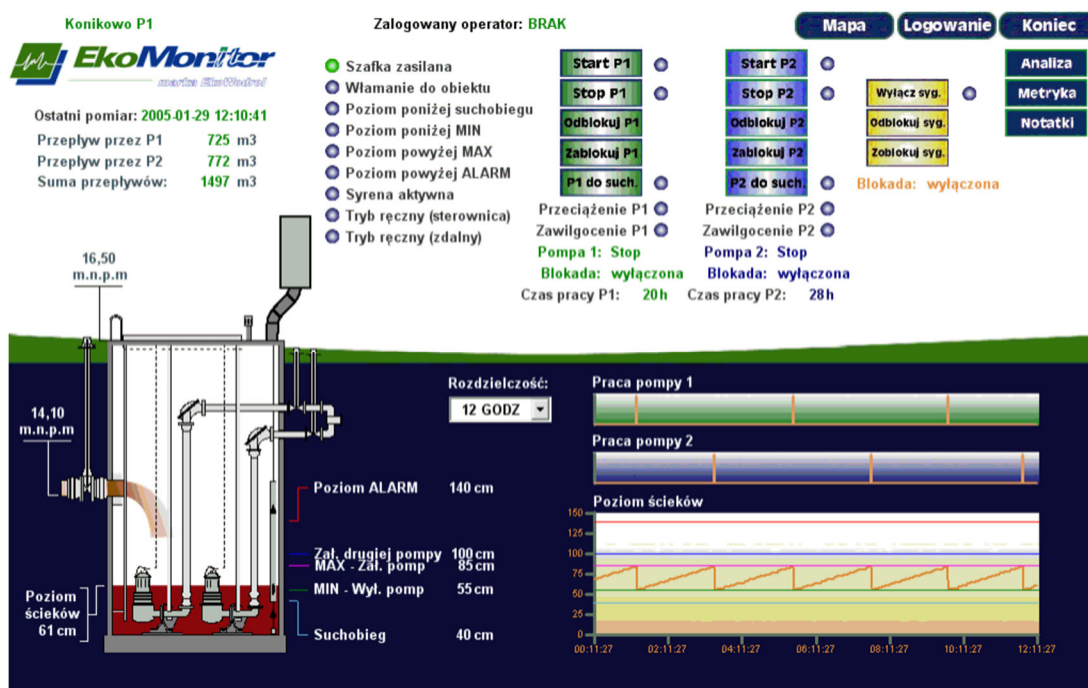 Konikowo P1
Zalogowany operator: BRAK
Mapa
Logowanie
Koniec
EkoMonitor
marka EkoWodrol
Analiza
Metryka
Notatki
Ostatni pomiar: 2005-01-29 12:10:41
Przepływ przez P1 725 m3
Przepływ przez P2 772 m3
Suma przepływów: 1497 m3
Szafka zasilana
Włamanie do obiektu
Poziom poniżej suchobiegu
Poziom poniżej MIN
Poziom powyżej MAX
Poziom powyżej ALARM
Syrena aktywna
Tryb ręczny (sterownica)
Tryb ręczny (zdalny)
Start P1
Stop P1
Odblokuj P1
Zablokuj P1
P1 do such.
Przeciążenie P1
Zawilgocenie P1
Pompa 1: Stop
Blokada: wyłączona
Czas pracy P1: 20h
Start P2
Stop P2
Odblokuj P2
Zablokuj P2
P2 do such.
Przeciążenie P2
Zawilgocenie P2
Pompa 2: Stop
Blokada: wyłączona
Czas pracy P2: 28h
Wyłącz syg.
Odblokuj syg.
Zoblokuj syg.
Blokada: wyłączona
16,50
m.n.p.m
14,10
m.n.p.m
Poziom
ścieków
61 cm
Rozdzielczość:
12 GODZ
Poziom ALARM 140 cm
Zał. drugiej pompy 100 cm
MAX - Zał. pomp 85 cm
MIN - Wył. pomp 55 cm
Suchobieg 40 cm
Praca pompy 1
Praca pompy 2
Poziom ścieków
150
125
100
75
50
25
0
00:11:27 02:11:27 04:11:27 06:11:27 08:11:27 10:11:27 12:11:27